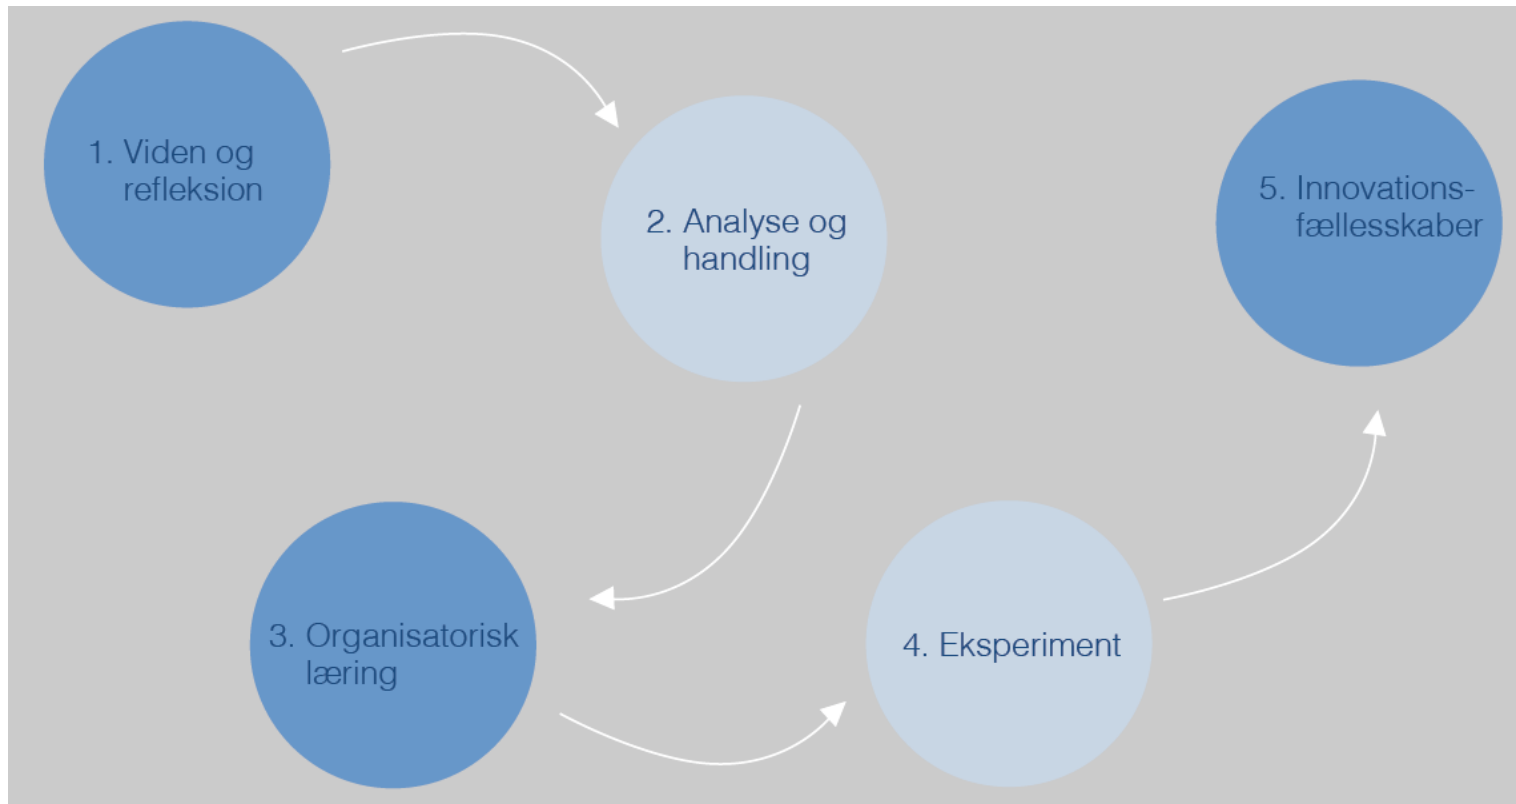 1. Viden og
refleksion
2. Analyse og
handling
3. Organisatorisk
læring
4. Eksperiment
5. Innovations-
fællesskaber